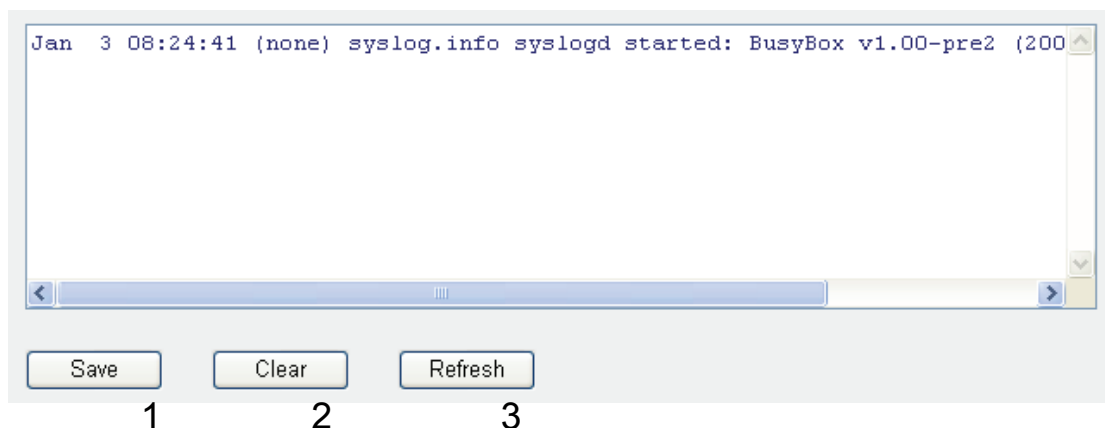 Jan  3 08:24:41 (none) syslog.info syslogd started: BusyBox v1.00-pre2 (200
Save Clear Refresh
1 2 3